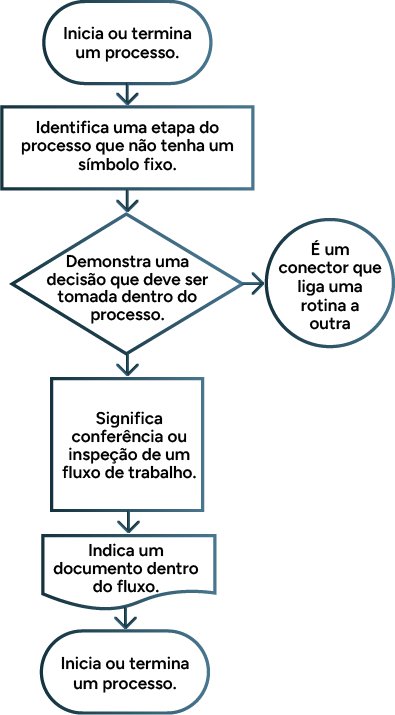 Inicia ou termina
um processo.
Identifica uma etapa do
processo que não tenha um
símbolo fixo.
Demonstra uma
decisão que deve ser
tomada dentro do
processo.
É um
conector que
liga uma
rotina a
outra
Significa
conferência ou
inspeção de um
fluxo de trabalho.
Indica um
documento dentro
do fluxo.
Inicia ou termina
um processo.